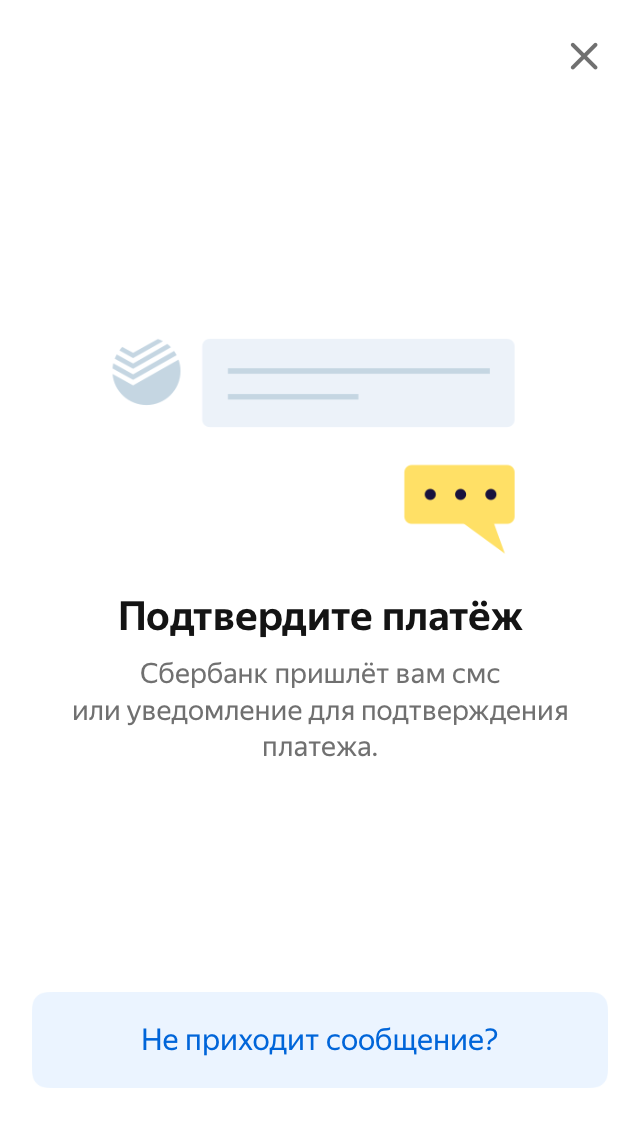 Подтвердите платёж
Сбербанк пришлёт вам смс
или уведомление для подтверждения
платежа.
Не приходит сообщение?